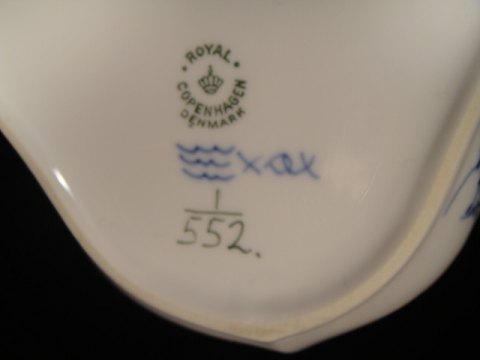 ROYAL
COPENHAGEN
DENMARK
1
552.